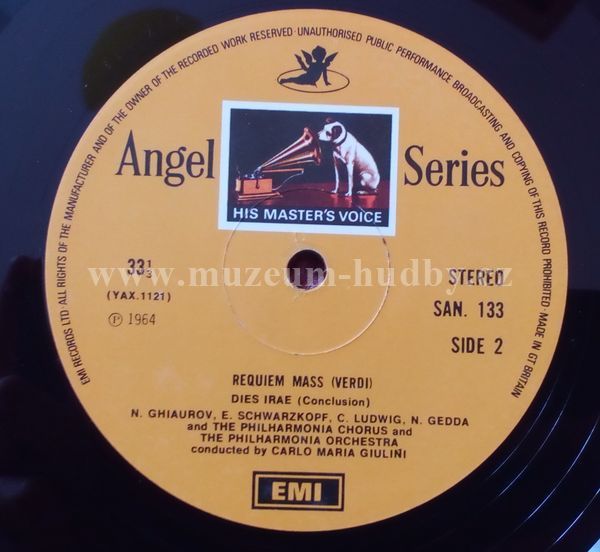 EMI RECORDS LTD ALL RIGHTS OF THE MANUFACTURER AND OF THE OWNER OF THE RECORDED WORK RESERVED · UNAUTHORISED PUBLIC PERFORMANCE BROADCASTING AND COPYING OF THIS RECORD PROHIBITED · MADE IN GT BRITAIN
Angel Series
HIS MASTER'S VOICE
33⅓
STEREO
(YAX.1121)
SAN. 133
Ⓟ 1964
SIDE 2
www.muzeum-hudby.cz
REQUIEM MASS (VERDI)
DIES IRAE (Conclusion)
N. GHIAUROV, E. SCHWARZKOPF, C. LUDWIG, N. GEDDA
and THE PHILHARMONIA CHORUS and
THE PHILHARMONIA ORCHESTRA
conducted by CARLO MARIA GIULINI
EMI